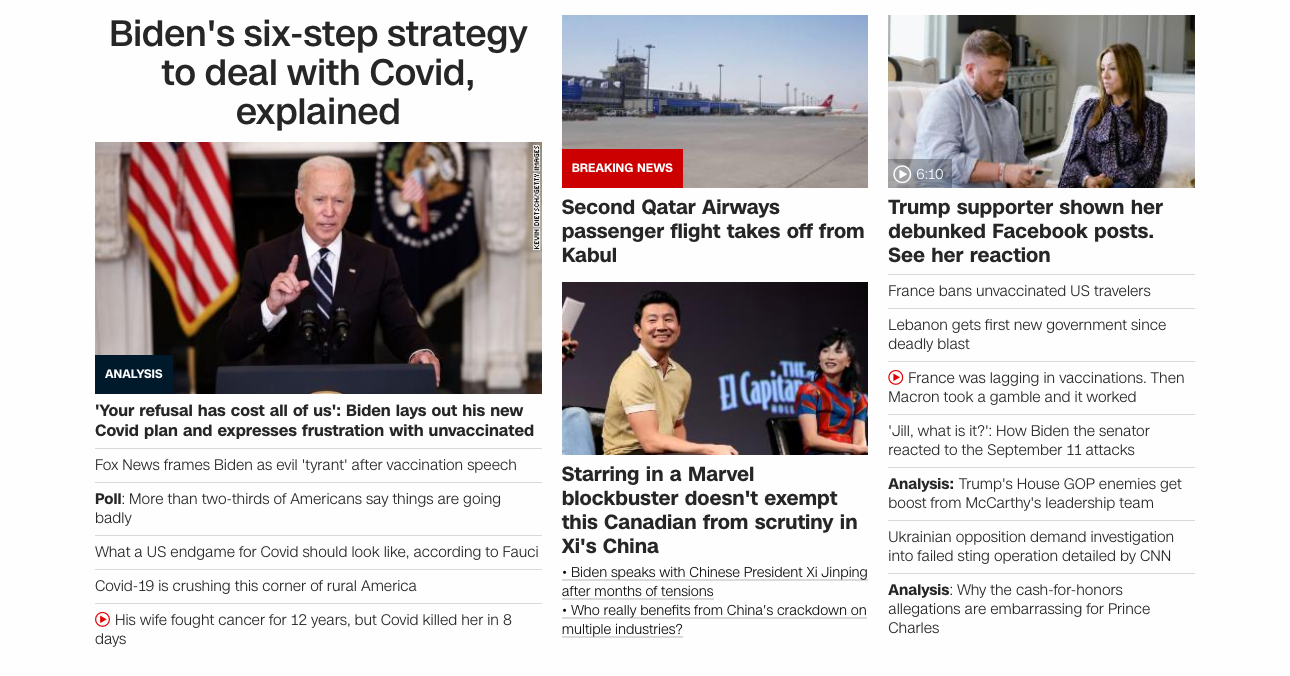 Biden's six-step strategy
to deal with Covid,
explained
KEVIN DIETSCH/GETTY IMAGES
ANALYSIS
'Your refusal has cost all of us': Biden lays out his new
Covid plan and expresses frustration with unvaccinated
Fox News frames Biden as evil 'tyrant' after vaccination speech
Poll: More than two-thirds of Americans say things are going
badly
What a US endgame for Covid should look like, according to Fauci
Covid-19 is crushing this corner of rural America
His wife fought cancer for 12 years, but Covid killed her in 8
days
BREAKING NEWS
Second Qatar Airways
passenger flight takes off from
Kabul
THE
El Capitan
Starring in a Marvel
blockbuster doesn't exempt
this Canadian from scrutiny in
Xi's China
• Biden speaks with Chinese President Xi Jinping
after months of tensions
• Who really benefits from China's crackdown on
multiple industries?
6:10
Trump supporter shown her
debunked Facebook posts.
See her reaction
France bans unvaccinated US travelers
Lebanon gets first new government since
deadly blast
France was lagging in vaccinations. Then
Macron took a gamble and it worked
'Jill, what is it?': How Biden the senator
reacted to the September 11 attacks
Analysis: Trump's House GOP enemies get
boost from McCarthy's leadership team
Ukrainian opposition demand investigation
into failed sting operation detailed by CNN
Analysis: Why the cash-for-honors
allegations are embarrassing for Prince
Charles